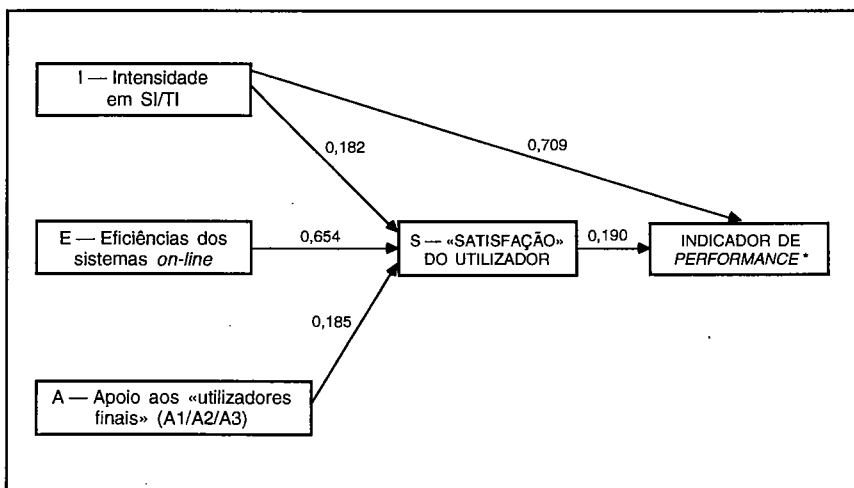 I — Intensidade
em SI/TI
0,709
0,182
E — Eficiências dos
sistemas on-line
0,654
S — «SATISFAÇÃO»
DO UTILIZADOR
0,190
INDICADOR DE
PERFORMANCE*
0,185
A — Apoio aos «utilizadores
finais» (A1/A2/A3)